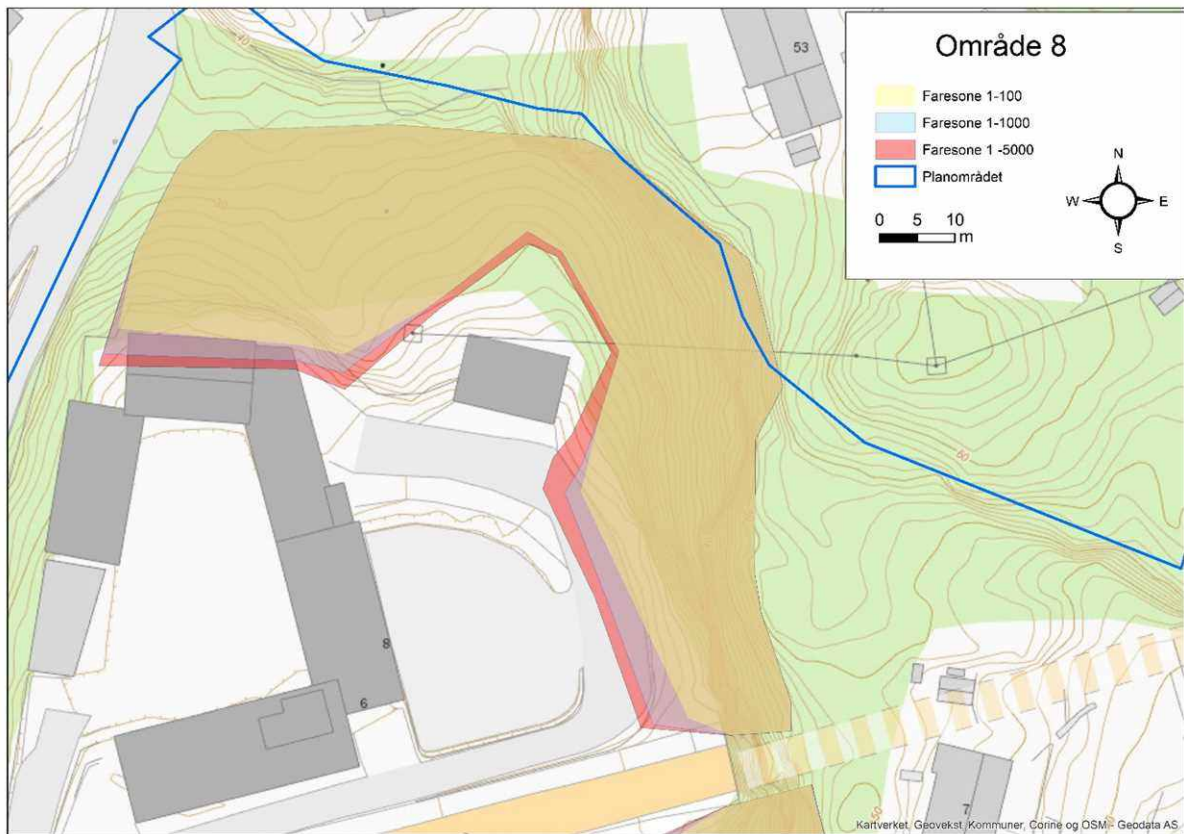 Område 8
Faresone 1-100
Faresone 1-1000
Faresone 1 -5000
Planområdet
0 5 10
m
N
W E
S
53
40
60
8
6
7
50
Kartverket, Geovekst, Kommuner, Corine og OSM - Geodata AS